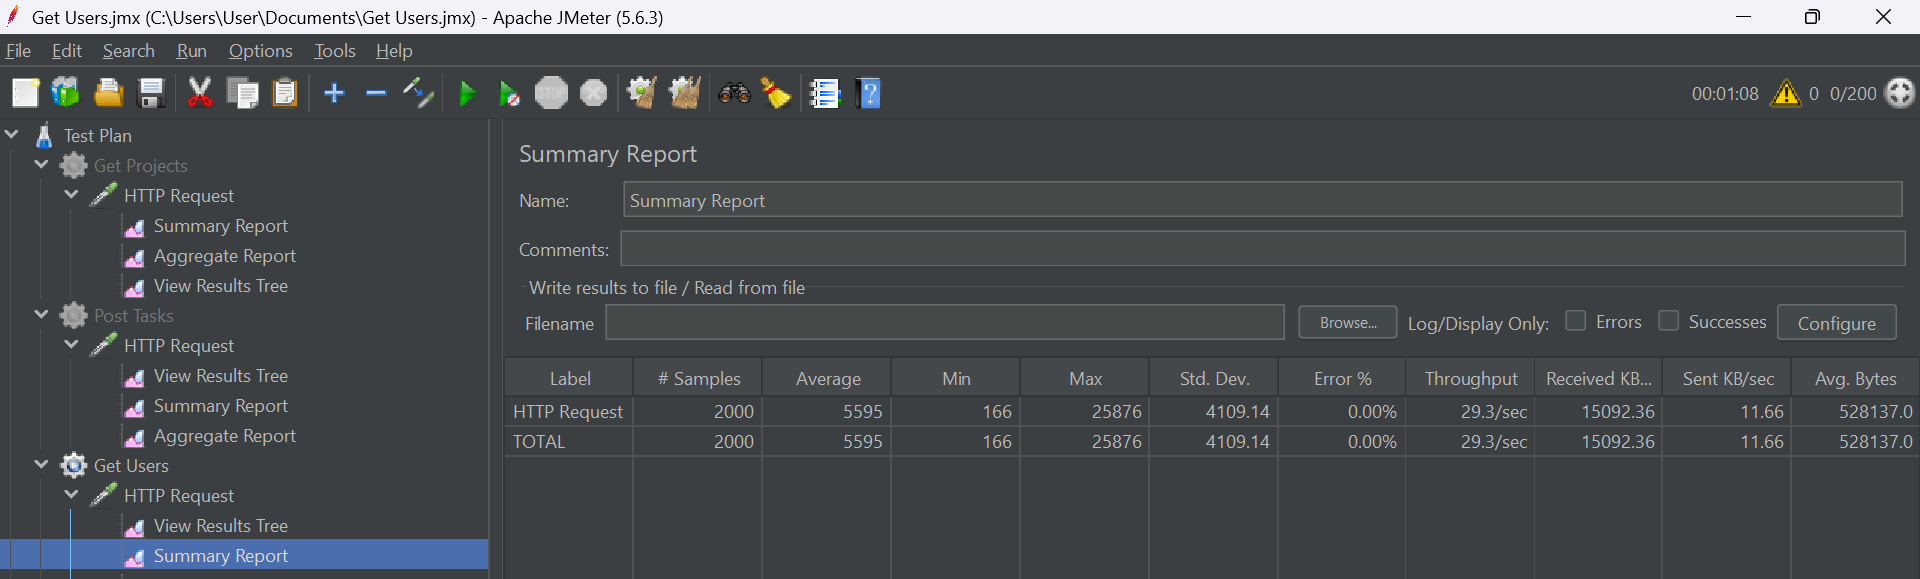 Get Users.jmx (C:\Users\User\Documents\Get Users.jmx) - Apache JMeter (5.6.3)
File Edit Search Run Options Tools Help
STOP 00:01:08 0 0/200
Test Plan
Get Projects
HTTP Request
Summary Report
Aggregate Report
View Results Tree
Post Tasks
HTTP Request
View Results Tree
Summary Report
Aggregate Report
Get Users
HTTP Request
View Results Tree
Summary Report
Summary Report
Name: Summary Report
Comments:
Write results to file / Read from file
Filename Browse... Log/Display Only: Errors Successes Configure
Label # Samples Average Min Max Std. Dev. Error % Throughput Received KB... Sent KB/sec Avg. Bytes
HTTP Request 2000 5595 166 25876 4109.14 0.00% 29.3/sec 15092.36 11.66 528137.0
TOTAL 2000 5595 166 25876 4109.14 0.00% 29.3/sec 15092.36 11.66 528137.0